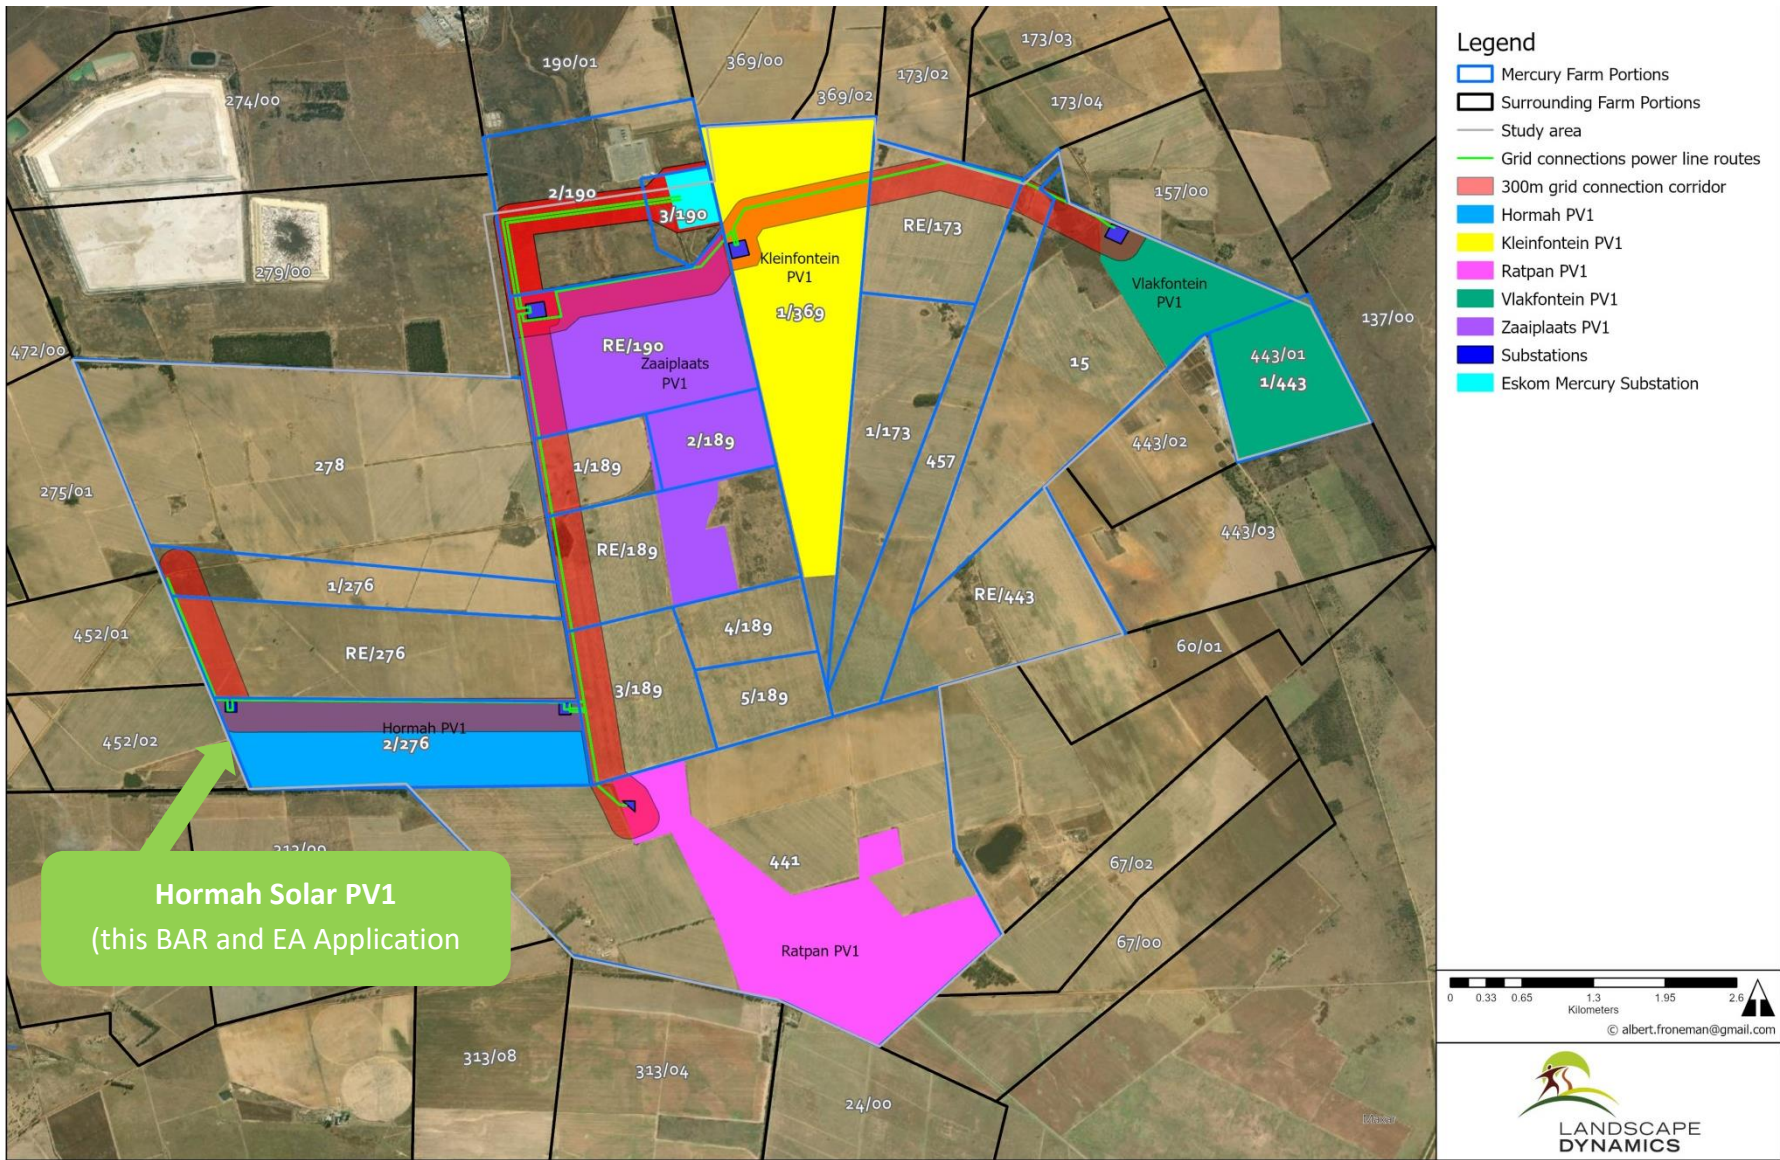 190/01
369/00
173/03
173/02
274/00
369/02
173/04
2/190
157/00
3/190
RE/173
279/00
Kleinfontein
PV1
Vlakfontein
PV1
1/369
137/00
472/00
RE/190
Zaaiplaats
PV1
15
443/01
1/443
278
1/189
2/189
1/173
457
443/02
275/01
443/03
RE/189
1/276
RE/443
452/01
4/189
60/01
RE/276
3/189
5/189
452/02
Hormah PV1
2/276
441
67/02
Hormah Solar PV1
(this BAR and EA Application
Ratpan PV1
67/00
313/08
313/04
24/00
Legend
Mercury Farm Portions
Surrounding Farm Portions
Study area
Grid connections power line routes
300m grid connection corridor
Hormah PV1
Kleinfontein PV1
Ratpan PV1
Vlakfontein PV1
Zaaiplaats PV1
Substations
Eskom Mercury Substation
0 0.33 0.65 1.3 1.95 2.6
Kilometers
© albert.froneman@gmail.com
LANDSCAPE
DYNAMICS